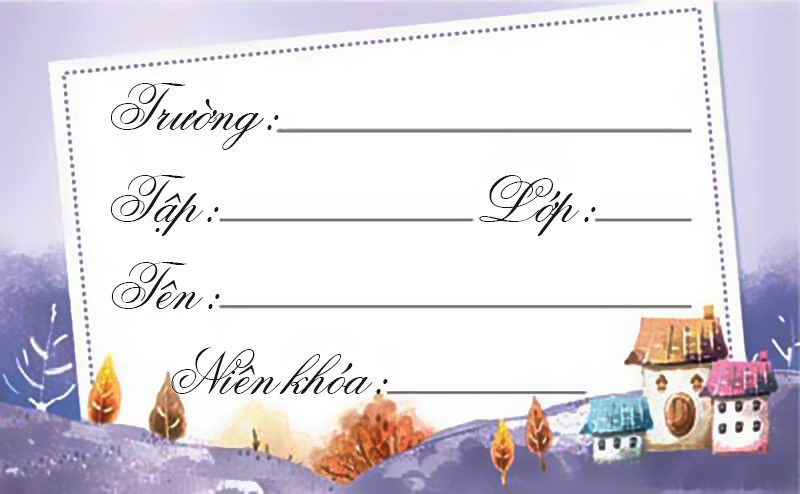 Trường :
Tập : Lớp :
Tên :
Niên khóa :